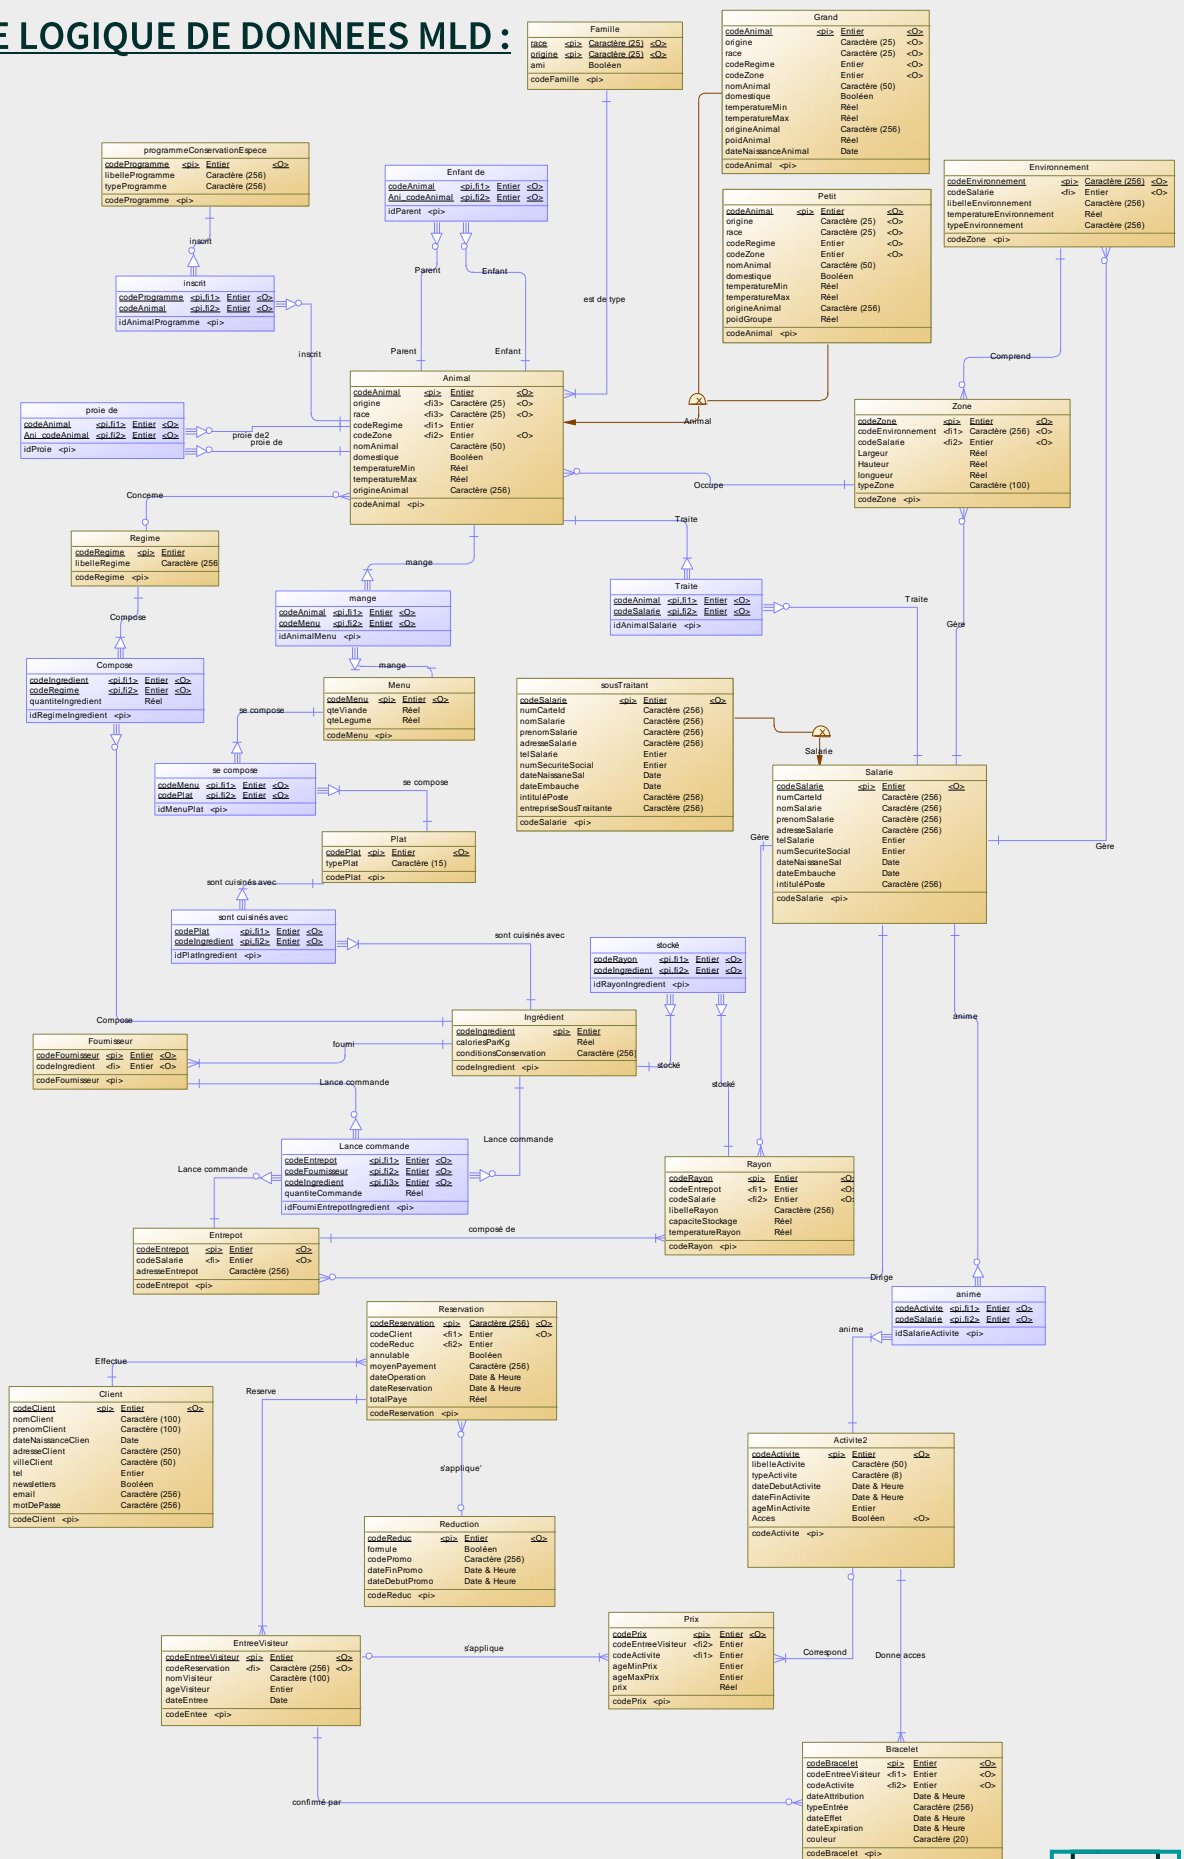 E LOGIQUE DE DONNEES MLD :
Famille
race <pi> Caractère (25) <O>
origine <pi> Caractère (25) <O>
ami Booléen
codeFamille <pi>
Grand
codeAnimal <pi> Entier <O>
origine Caractère (25) <O>
race Caractère (25) <O>
codeRegime Entier <O>
codeZone Entier <O>
nomAnimal Caractère (50)
domestique Booléen
temperatureMin Réel
temperatureMax Réel
origineAnimal Caractère (256)
poidAnimal Réel
dateNaissanceAnimal Date
codeAnimal <pi>
programmeConservationEspece
codeProgramme <pi> Entier <O>
libelleProgramme Caractère (256)
typeProgramme Caractère (256)
codeProgramme <pi>
Enfant de
codeAnimal <pi,fi1> Entier <O>
Ani_codeAnimal <pi,fi2> Entier <O>
idParent <pi>
Environnement
codeEnvironnement <pi> Caractère (256) <O>
codeSalarie <fi> Entier <O>
libelleEnvironnement Caractère (256)
temperatureEnvironnement Réel
typeEnvironnement Caractère (256)
codeZone <pi>
Petit
codeAnimal <pi> Entier <O>
origine Caractère (25) <O>
race Caractère (25) <O>
codeRegime Entier <O>
codeZone Entier <O>
nomAnimal Caractère (50)
domestique Booléen
temperatureMin Réel
temperatureMax Réel
origineAnimal Caractère (256)
poidGroupe Réel
codeAnimal <pi>
inscrit
Parent
Enfant
est de type
inscrit
codeProgramme <pi,fi1> Entier <O>
codeAnimal <pi,fi2> Entier <O>
idAnimalProgramme <pi>
inscrit
Parent
Enfant
Comprend
Animal
codeAnimal <pi> Entier <O>
origine <fi3> Caractère (25) <O>
race <fi3> Caractère (25) <O>
codeRegime <fi1> Entier
codeZone <fi2> Entier <O>
nomAnimal Caractère (50)
domestique Booléen
temperatureMin Réel
temperatureMax Réel
origineAnimal Caractère (256)
codeAnimal <pi>
Animal
proie de
codeAnimal <pi,fi1> Entier <O>
Ani_codeAnimal <pi,fi2> Entier <O>
idProie <pi>
proie de2
proie de
Zone
codeZone <pi> Entier <O>
codeEnvironnement <fi1> Caractère (256) <O>
codeSalarie <fi2> Entier <O>
Largeur Réel
Hauteur Réel
longueur Réel
typeZone Caractère (100)
codeZone <pi>
Occupe
Concerne
Traite
Regime
codeRegime <pi> Entier
libelleRegime Caractère (256
codeRegime <pi>
mange
Traite
codeAnimal <pi,fi1> Entier <O>
codeSalarie <pi,fi2> Entier <O>
idAnimalSalarie <pi>
Traite
mange
codeAnimal <pi,fi1> Entier <O>
codeMenu <pi,fi2> Entier <O>
idAnimalMenu <pi>
Compose
Gère
mange
Compose
codeIngredient <pi,fi1> Entier <O>
codeRegime <pi,fi2> Entier <O>
quantiteIngredient Réel
idRegimeIngredient <pi>
Menu
codeMenu <pi> Entier <O>
qteViande Réel
qteLegume Réel
codeMenu <pi>
sousTraitant
codeSalarie <pi> Entier <O>
numCarteId Caractère (256)
nomSalarie Caractère (256)
prenomSalarie Caractère (256)
adresseSalarie Caractère (256)
telSalarie Entier
numSecuriteSocial Entier
dateNaissaneSal Date
dateEmbauche Date
intituléPoste Caractère (256)
entrepriseSousTraitante Caractère (256)
codeSalarie <pi>
se compose
Salarie
se compose
codeMenu <pi,fi1> Entier <O>
codePlat <pi,fi2> Entier <O>
idMenuPlat <pi>
se compose
Salarie
codeSalarie <pi> Entier <O>
numCarteId Caractère (256)
nomSalarie Caractère (256)
prenomSalarie Caractère (256)
adresseSalarie Caractère (256)
telSalarie Entier
numSecuriteSocial Entier
dateNaissaneSal Date
dateEmbauche Date
intituléPoste Caractère (256)
codeSalarie <pi>
Plat
codePlat <pi> Entier <O>
typePlat Caractère (15)
codePlat <pi>
Gère
Gère
sont cuisinés avec
sont cuisinés avec
codePlat <pi,fi1> Entier <O>
codeIngredient <pi,fi2> Entier <O>
idPlatIngredient <pi>
sont cuisinés avec
stocké
codeRayon <pi,fi1> Entier <O>
codeIngredient <pi,fi2> Entier <O>
idRayonIngredient <pi>
Compose
Ingrédient
codeIngredient <pi> Entier
caloriesParKg Réel
conditionsConservation Caractère (256)
codeIngredient <pi>
anime
Fournisseur
codeFournisseur <pi> Entier <O>
codeIngredient <fi> Entier <O>
codeFournisseur <pi>
fourni
stocké
stocké
Lance commande
Lance commande
codeEntrepot <pi,fi1> Entier <O>
codeFournisseur <pi,fi2> Entier <O>
codeIngredient <pi,fi3> Entier <O>
quantiteCommande Réel
idFourniEntrepotIngredient <pi>
Lance commande
Lance commande
Rayon
codeRayon <pi> Entier <O
codeEntrepot <fi1> Entier <O
codeSalarie <fi2> Entier <O
libelleRayon Caractère (256)
capaciteStockage Réel
temperatureRayon Réel
codeRayon <pi>
Entrepot
codeEntrepot <pi> Entier <O>
codeSalarie <fi> Entier <O>
adresseEntrepot Caractère (256)
codeEntrepot <pi>
composé de
Dirige
anime
codeActivite <pi,fi1> Entier <O>
codeSalarie <pi,fi2> Entier <O>
idSalarieActivite <pi>
anime
Reservation
codeReservation <pi> Caractère (256) <O>
codeClient <fi1> Entier <O>
codeReduc <fi2> Entier
annulable Booléen
moyenPayement Caractère (256)
dateOperation Date & Heure
dateReservation Date & Heure
totalPaye Réel
codeReservation <pi>
Effectue
Reserve
Client
codeClient <pi> Entier <O>
nomClient Caractère (100)
prenomClient Caractère (100)
dateNaissanceClien Date
adresseClient Caractère (250)
villeClient Caractère (50)
tel Entier
newsletters Booléen
email Caractère (256)
motDePasse Caractère (256)
codeClient <pi>
Activite2
codeActivite <pi> Entier <O>
libelleActivite Caractère (50)
typeActivite Caractère (8)
dateDebutActivite Date & Heure
dateFinActivite Date & Heure
ageMinActivite Entier
Acces Booléen <O>
codeActivite <pi>
s'applique'
Reduction
codeReduc <pi> Entier <O>
formule Booléen
codePromo Caractère (256)
dateFinPromo Date & Heure
dateDebutPromo Date & Heure
codeReduc <pi>
EntreeVisiteur
codeEntreeVisiteur <pi> Entier <O>
codeReservation <fi> Caractère (256) <O>
nomVisiteur Caractère (100)
ageVisiteur Entier
dateEntree Date
codeEntee <pi>
s'applique
Prix
codePrix <pi> Entier <O>
codeEntreeVisiteur <fi2> Entier
codeActivite <fi1> Entier
ageMinPrix Entier
ageMaxPrix Entier
prix Réel
codePrix <pi>
Correspond
Donne acces
Bracelet
codeBracelet <pi> Entier <O>
codeEntreeVisiteur <fi1> Entier <O>
codeActivite <fi2> Entier <O>
dateAttribution Date & Heure
typeEntrée Caractère (256)
dateEffet Date & Heure
dateExpiration Date & Heure
couleur Caractère (20)
codeBracelet <pi>
confirmé par